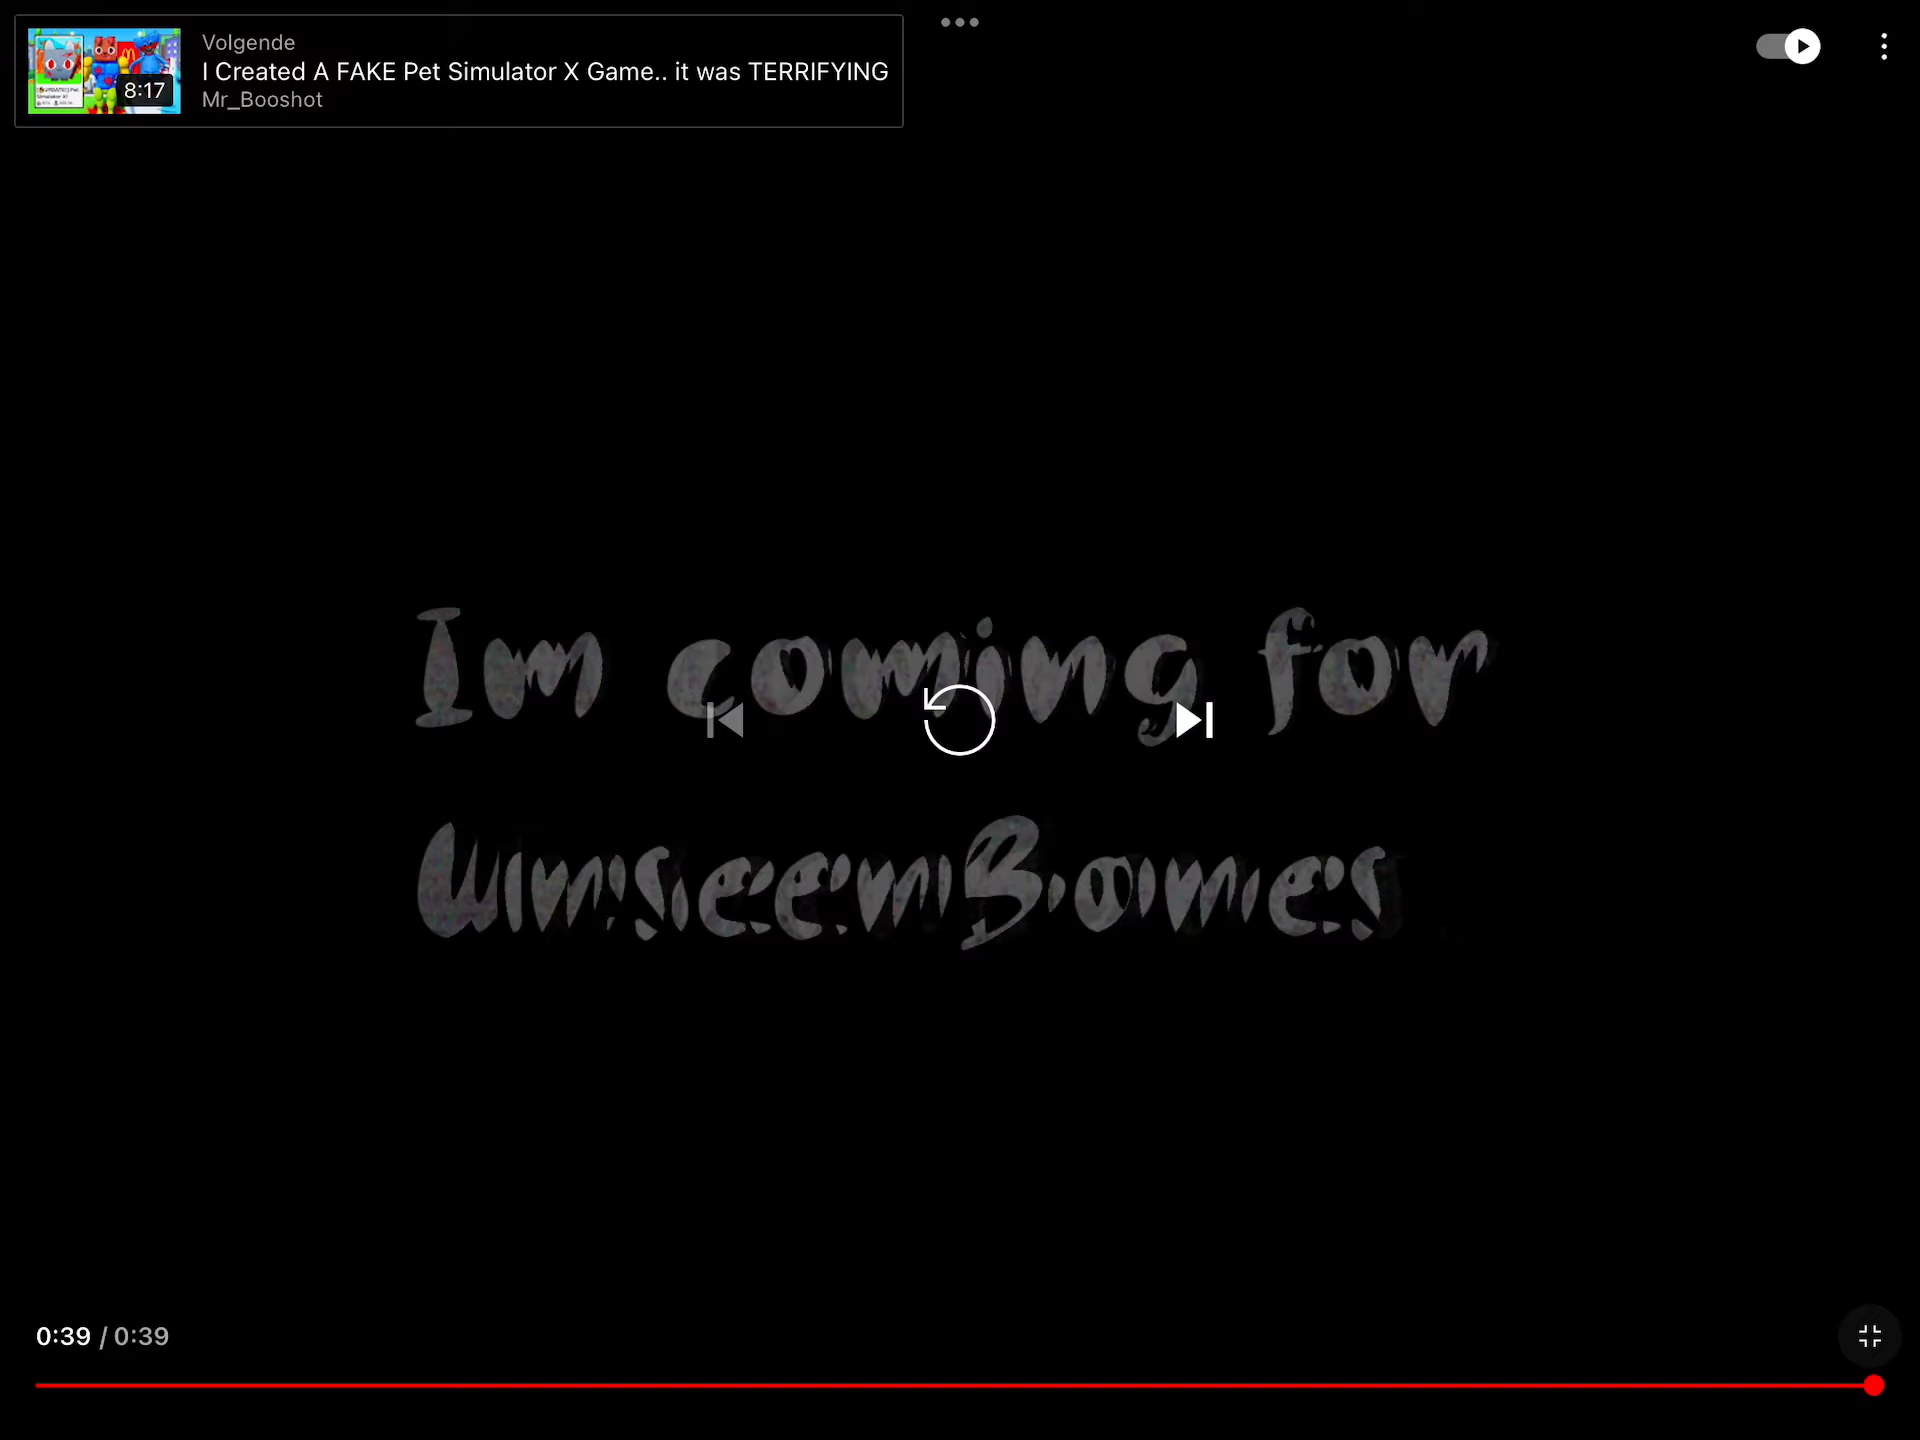 Volgende
I Created A FAKE Pet Simulator X Game.. it was TERRIFYING
Mr_Booshot
8:17
Im coming for
UnseenBones
0:39 / 0:39